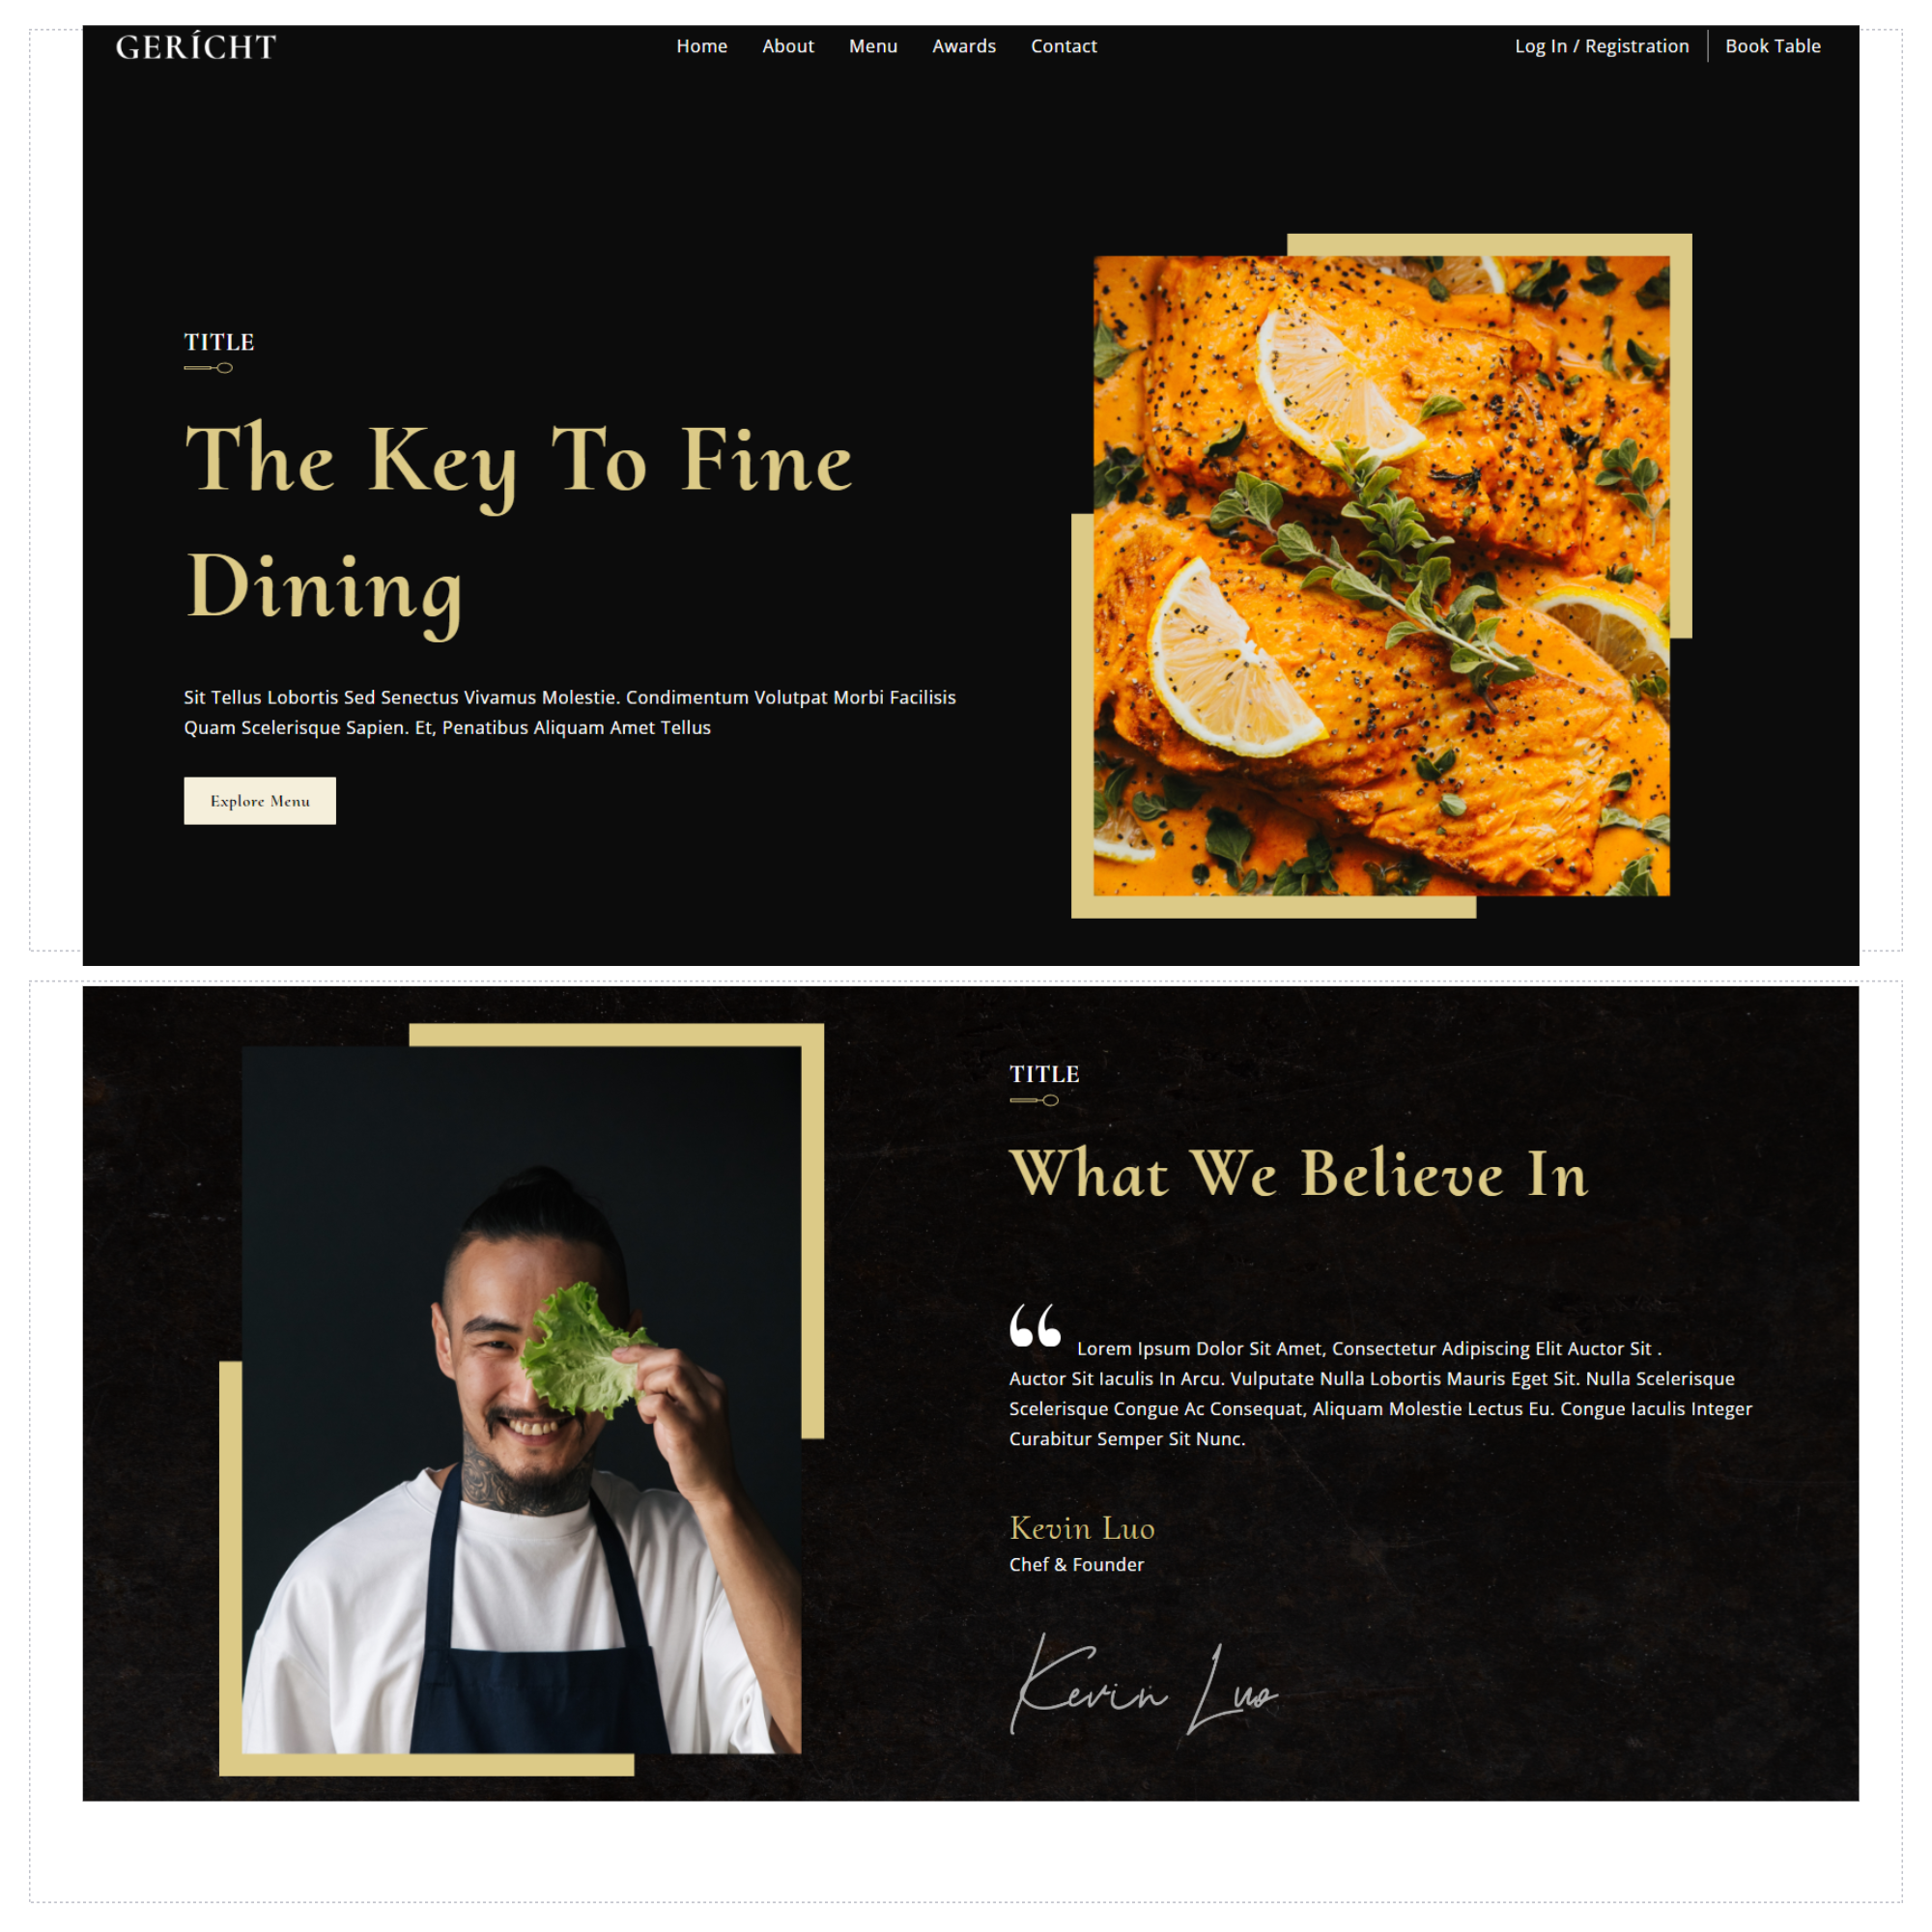 GERÍCHT
Home About Menu Awards Contact
Log In / Registration Book Table
TITLE
The Key To Fine
Dining
Sit Tellus Lobortis Sed Senectus Vivamus Molestie. Condimentum Volutpat Morbi Facilisis
Quam Scelerisque Sapien. Et, Penatibus Aliquam Amet Tellus
Explore Menu
TITLE
What We Believe In
“ Lorem Ipsum Dolor Sit Amet, Consectetur Adipiscing Elit Auctor Sit .
Auctor Sit Iaculis In Arcu. Vulputate Nulla Lobortis Mauris Eget Sit. Nulla Scelerisque
Scelerisque Congue Ac Consequat, Aliquam Molestie Lectus Eu. Congue Iaculis Integer
Curabitur Semper Sit Nunc.
Kevin Luo
Chef & Founder
Kevin Luo